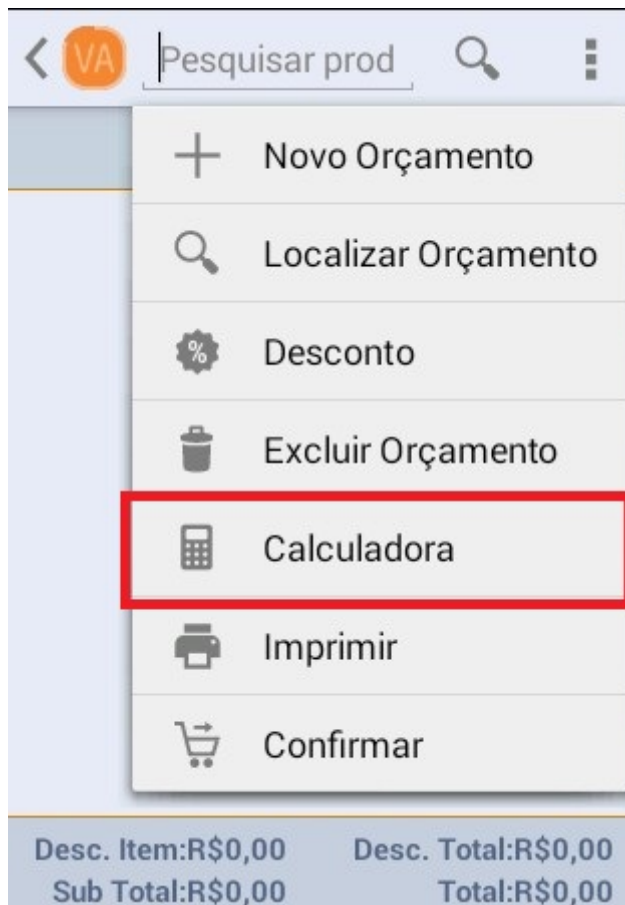 VA Pesquisar prod
Novo Orçamento
Localizar Orçamento
% Desconto
Excluir Orçamento
Calculadora
Imprimir
Confirmar
Desc. Item:R$0,00 Desc. Total:R$0,00
Sub Total:R$0,00 Total:R$0,00